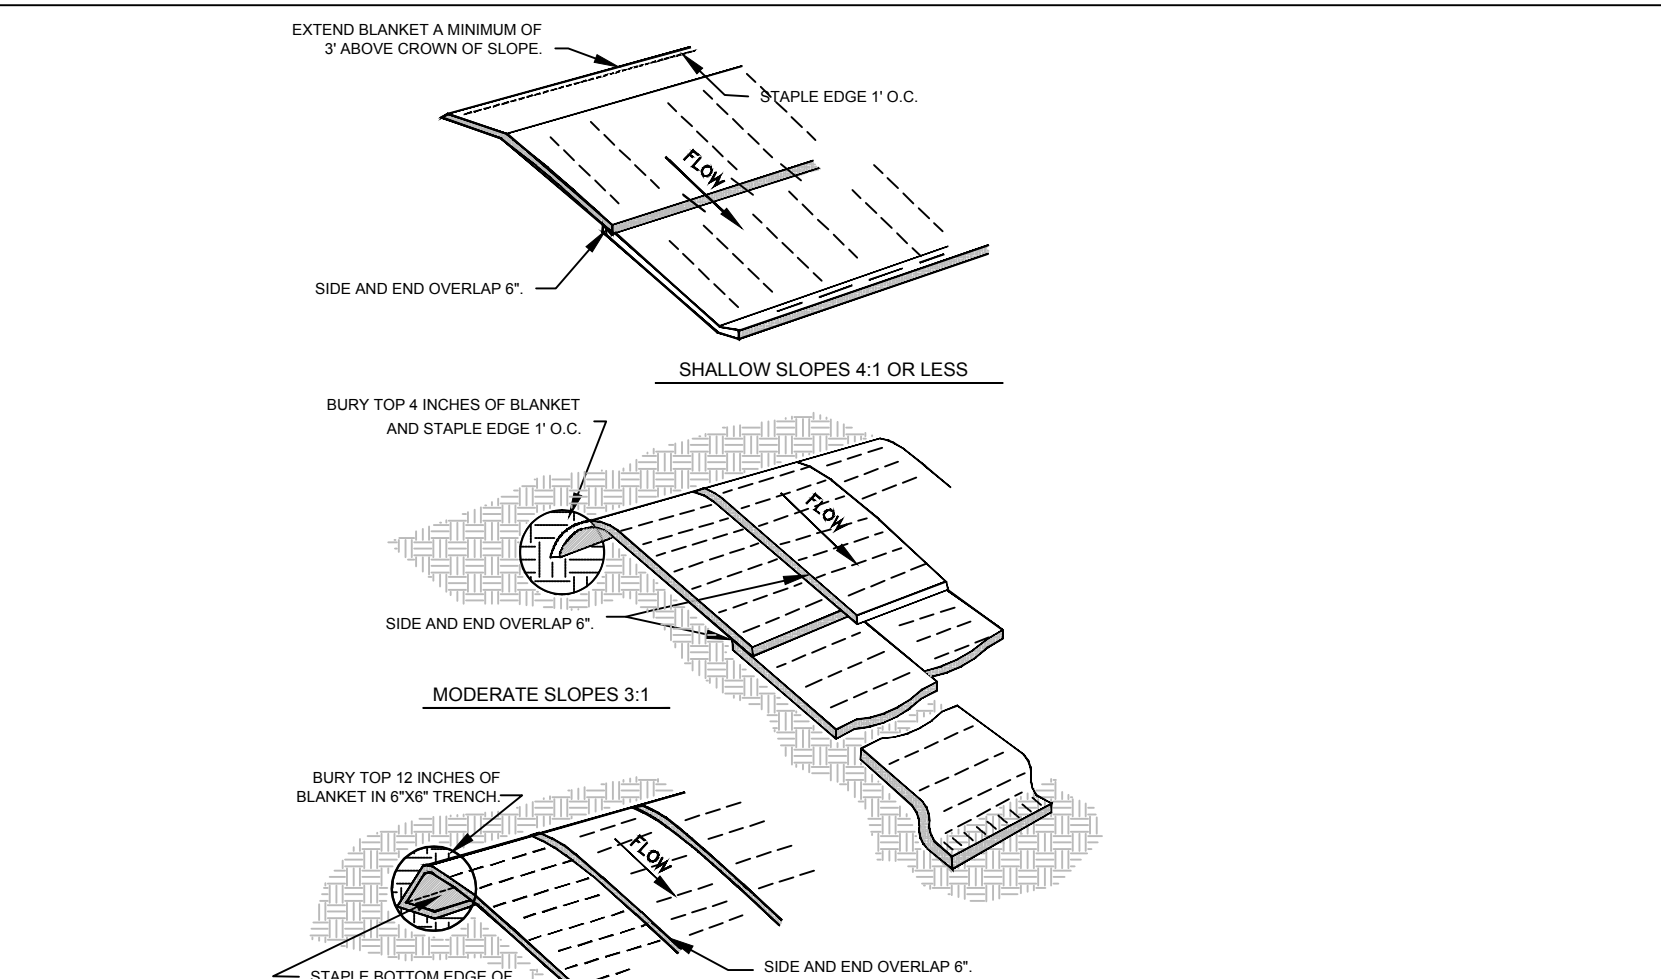 EXTEND BLANKET A MINIMUM OF
3' ABOVE CROWN OF SLOPE.
STAPLE EDGE 1' O.C.
FLOW
SIDE AND END OVERLAP 6".
SHALLOW SLOPES 4:1 OR LESS
BURY TOP 4 INCHES OF BLANKET
AND STAPLE EDGE 1' O.C.
FLOW
SIDE AND END OVERLAP 6".
MODERATE SLOPES 3:1
BURY TOP 12 INCHES OF
BLANKET IN 6"X6" TRENCH.
FLOW
SIDE AND END OVERLAP 6".
STAPLE BOTTOM EDGE OF